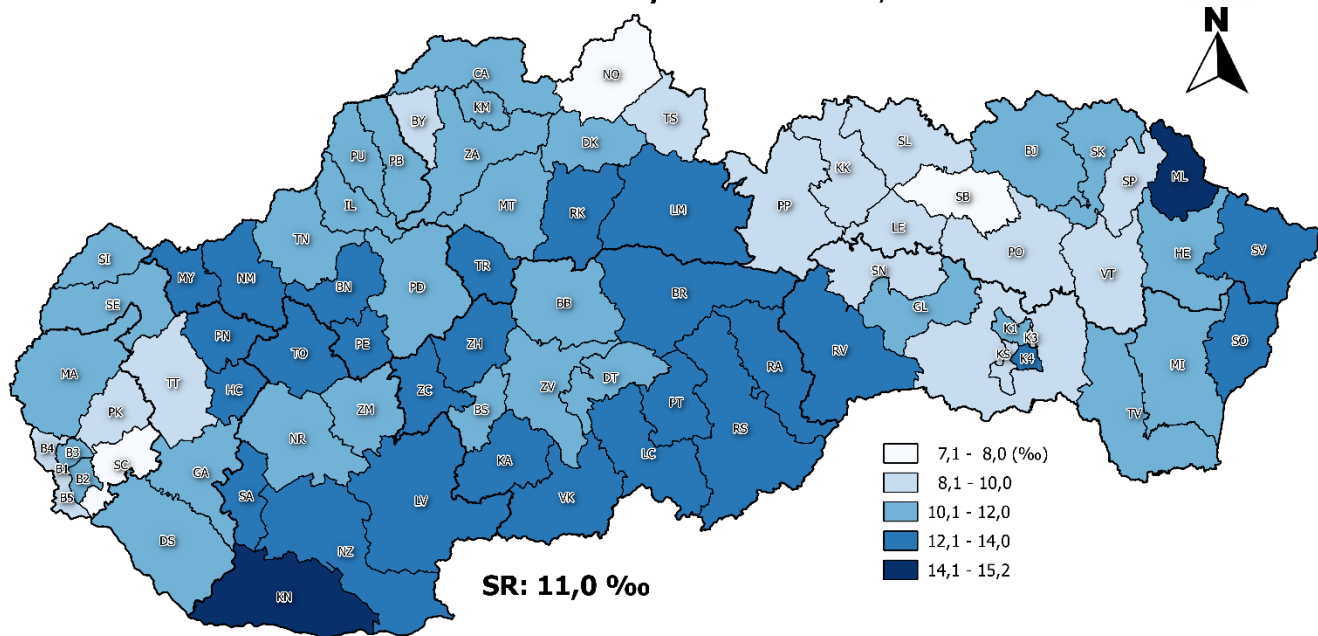 N
CA
NO
KM
BY
TS
PU
PB
ZA
DK
SL
BJ
SK
KK
SP
ML
IL
MT
RK
LM
PP
SB
LE
TN
PO
HE
SV
SI
MY
NM
BN
PD
TR
SN
VT
SE
BB
BR
GL
PN
TO
PE
ZH
RV
K1
K3
KS
K4
SO
MA
TT
HC
ZC
ZV
DT
RA
MI
PK
ZM
BS
PT
TV
NR
RS
B4
B3
SC
B1
B2
B5
GA
SA
LV
KA
LC
VK
DS
NZ
KN
7,1 - 8,0 (‰)
8,1 - 10,0
10,1 - 12,0
12,1 - 14,0
14,1 - 15,2
SR: 11,0 ‰